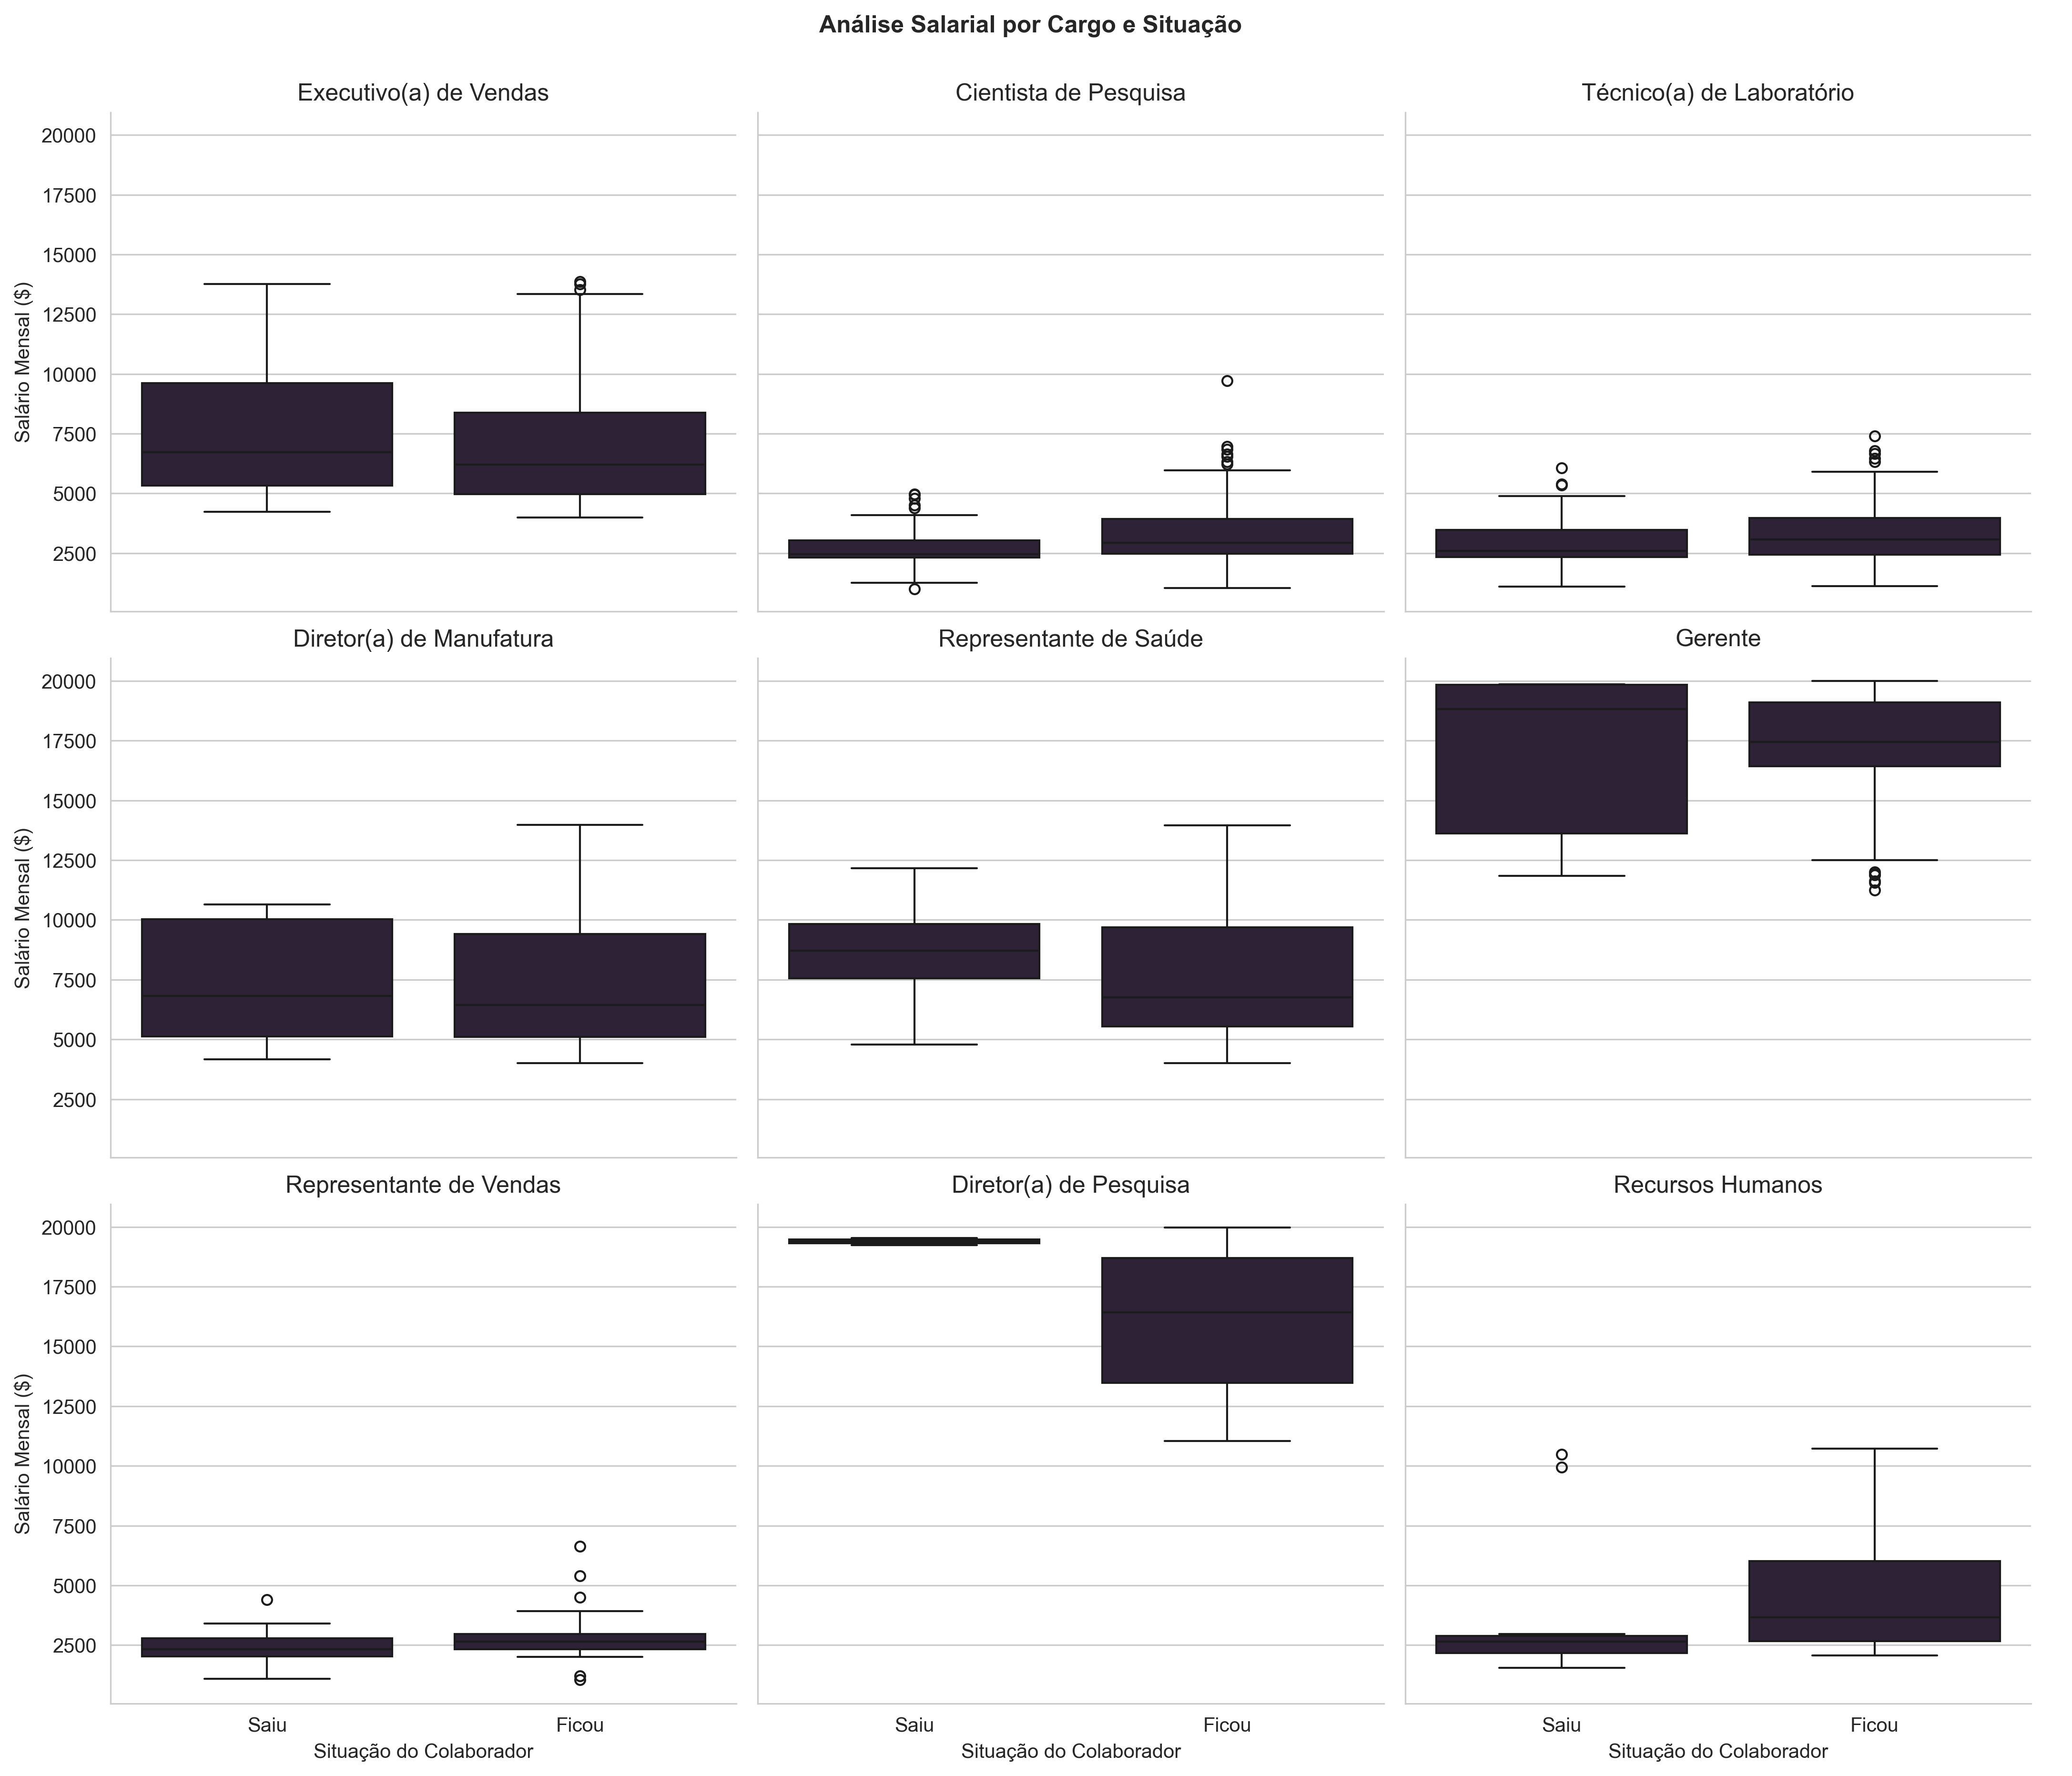 Análise Salarial por Cargo e Situação
Executivo(a) de Vendas
Cientista de Pesquisa
Técnico(a) de Laboratório
Salário Mensal ($)
20000
17500
15000
12500
10000
7500
5000
2500
Diretor(a) de Manufatura
Representante de Saúde
Gerente
Salário Mensal ($)
20000
17500
15000
12500
10000
7500
5000
2500
Representante de Vendas
Diretor(a) de Pesquisa
Recursos Humanos
Salário Mensal ($)
20000
17500
15000
12500
10000
7500
5000
2500
Saiu Ficou
Situação do Colaborador
Saiu Ficou
Situação do Colaborador
Saiu Ficou
Situação do Colaborador